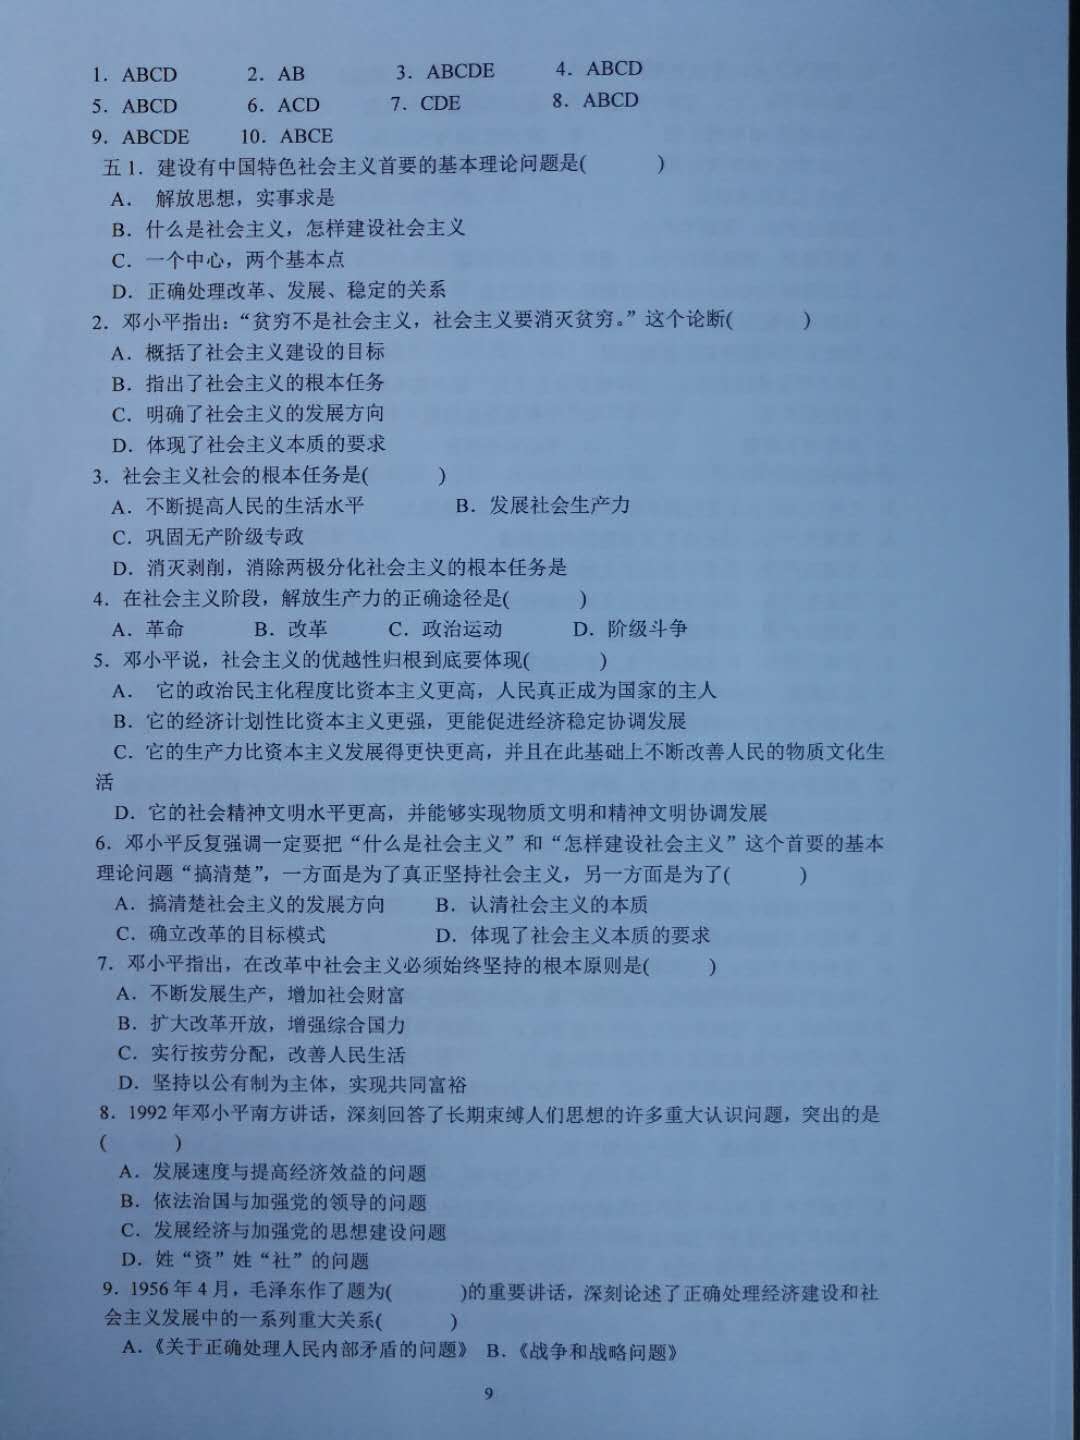 1．ABCD 2．AB 3．ABCDE 4．ABCD
5．ABCD 6．ACD 7．CDE 8．ABCD
9．ABCDE 10．ABCE
五 1．建设有中国特色社会主义首要的基本理论问题是( )
A． 解放思想，实事求是
B．什么是社会主义，怎样建设社会主义
C．一个中心，两个基本点
D．正确处理改革、发展、稳定的关系
2．邓小平指出：“贫穷不是社会主义，社会主义要消灭贫穷。”这个论断( )
A．概括了社会主义建设的目标
B．指出了社会主义的根本任务
C．明确了社会主义的发展方向
D．体现了社会主义本质的要求
3．社会主义社会的根本任务是( )
A．不断提高人民的生活水平 B．发展社会生产力
C．巩固无产阶级专政
D．消灭剥削，消除两极分化社会主义的根本任务是
4．在社会主义阶段，解放生产力的正确途径是( )
A．革命 B．改革 C．政治运动 D．阶级斗争
5．邓小平说，社会主义的优越性归根到底要体现( )
A． 它的政治民主化程度比资本主义更高，人民真正成为国家的主人
B．它的经济计划性比资本主义更强，更能促进经济稳定协调发展
C．它的生产力比资本主义发展得更快更高，并且在此基础上不断改善人民的物质文化生
活
D．它的社会精神文明水平更高，并能够实现物质文明和精神文明协调发展
6．邓小平反复强调一定要把“什么是社会主义”和“怎样建设社会主义”这个首要的基本
理论问题“搞清楚”，一方面是为了真正坚持社会主义，另一方面是为了( )
A．搞清楚社会主义的发展方向 B．认清社会主义的本质
C．确立改革的目标模式 D．体现了社会主义本质的要求
7．邓小平指出，在改革中社会主义必须始终坚持的根本原则是( )
A．不断发展生产，增加社会财富
B．扩大改革开放，增强综合国力
C．实行按劳分配，改善人民生活
D．坚持以公有制为主体，实现共同富裕
8．1992 年邓小平南方讲话，深刻回答了长期束缚人们思想的许多重大认识问题，突出的是
( )
A．发展速度与提高经济效益的问题
B．依法治国与加强党的领导的问题
C．发展经济与加强党的思想建设问题
D．姓“资”姓“社”的问题
9．1956 年 4 月，毛泽东作了题为( )的重要讲话，深刻论述了正确处理经济建设和社
会主义发展中的一系列重大关系( )
A．《关于正确处理人民内部矛盾的问题》 B．《战争和战略问题》
9